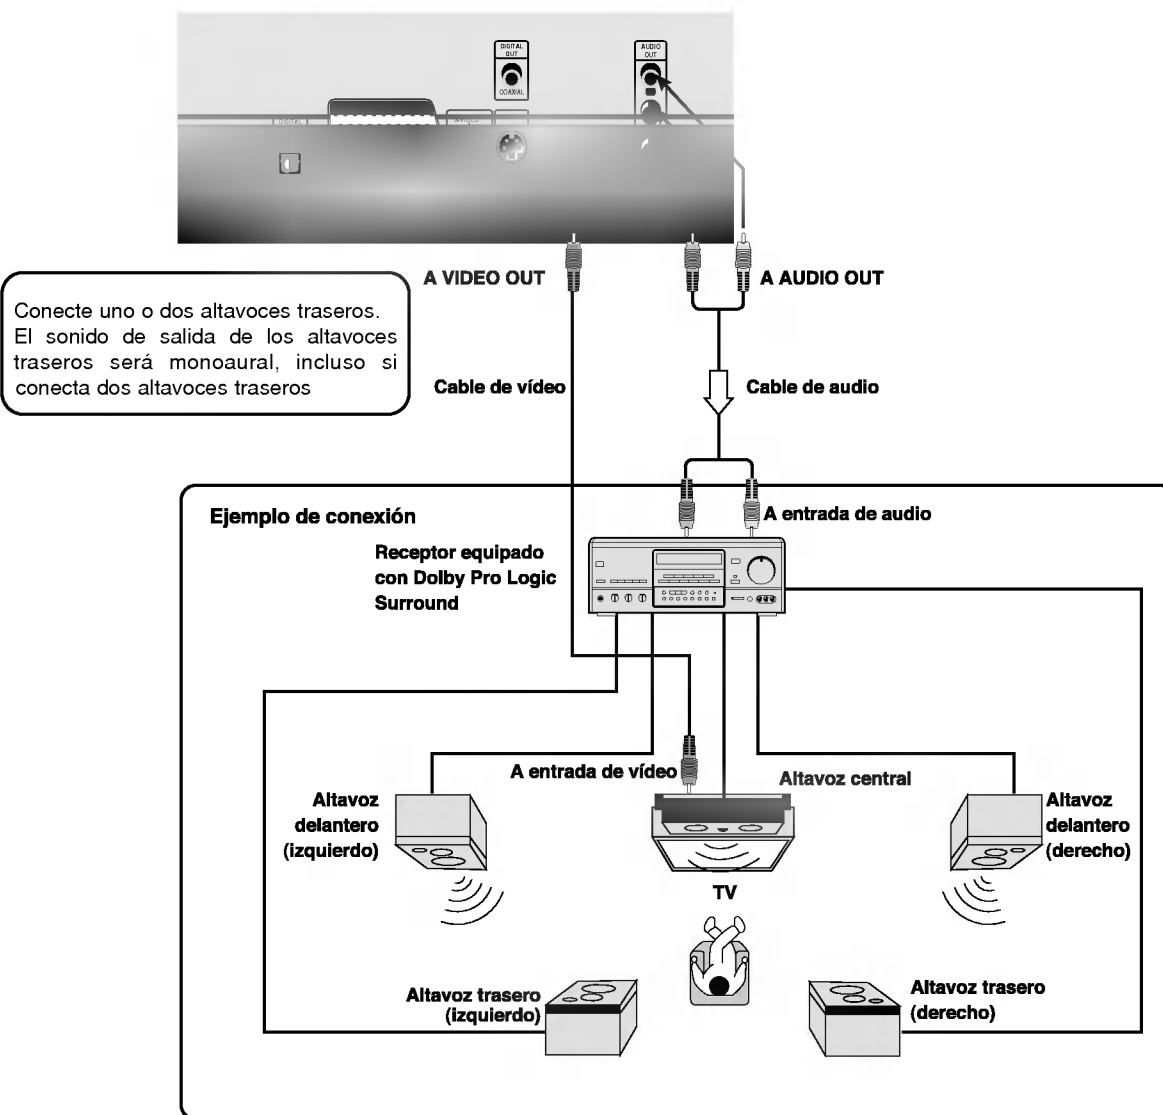 DIGITAL
OUT
COAXIAL
AUDIO
OUT
DIGITAL
S-VIDEO
A VIDEO OUT
A AUDIO OUT
Conecte uno o dos altavoces traseros.
El sonido de salida de los altavoces
traseros será monoaural, incluso si
conecta dos altavoces traseros
Cable de vídeo
Cable de audio
Ejemplo de conexión
A entrada de audio
Receptor equipado
con Dolby Pro Logic
Surround
A entrada de vídeo
Altavoz central
Altavoz
delantero
(izquierdo)
Altavoz
delantero
(derecho)
TV
Altavoz trasero
(izquierdo)
Altavoz trasero
(derecho)